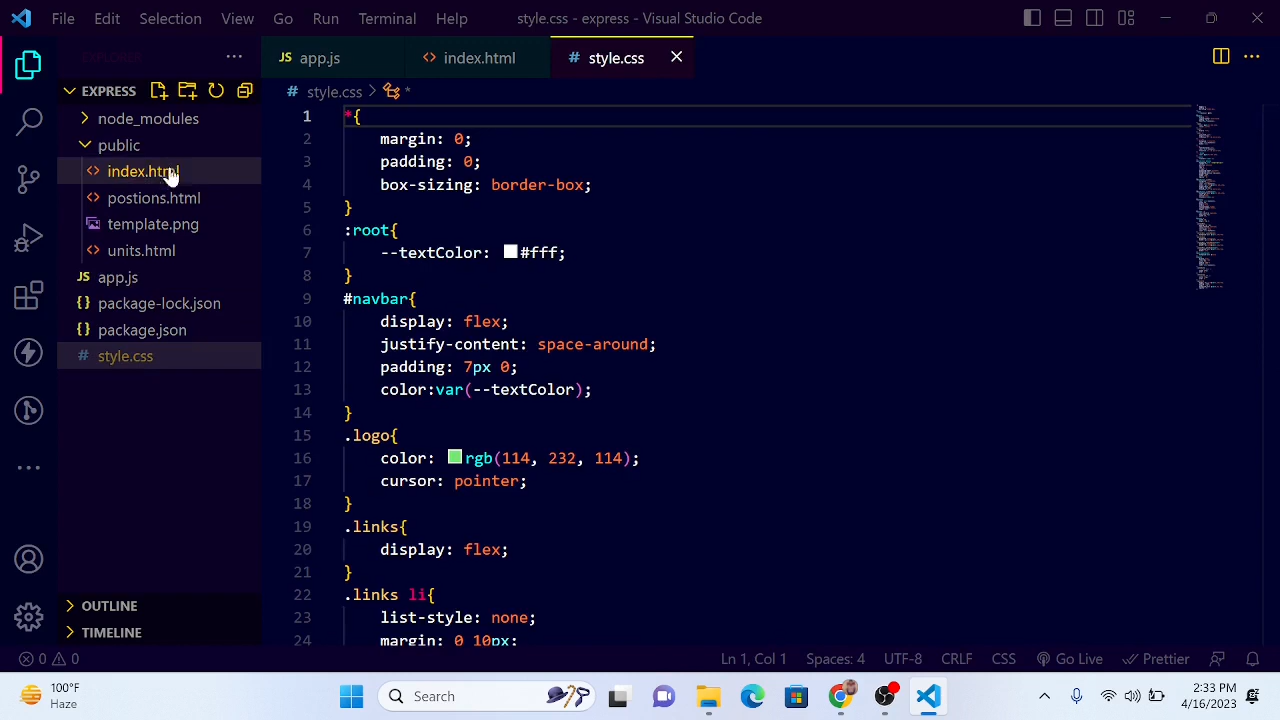 File Edit Selection View Go Run Terminal Help style.css - express - Visual Studio Code
EXPLORER
app.js index.html # style.css
EXPRESS
# style.css > *
node_modules
public
index.html
postions.html
template.png
units.html
JS app.js
{} package-lock.json
{} package.json
# style.css
OUTLINE
TIMELINE
1 *{
2 margin: 0;
3 padding: 0;
4 box-sizing: border-box;
5 }
6 :root{
7 --textColor: #fff;
8 }
9 #navbar{
10 display: flex;
11 justify-content: space-around;
12 padding: 7px 0;
13 color:var(--textColor);
14 }
15 .logo{
16 color: rgb(114, 232, 114);
17 cursor: pointer;
18 }
19 .links{
20 display: flex;
21 }
22 .links li{
23 list-style: none;
24 margin: 0 10px;
0 0 Ln 1, Col 1 Spaces: 4 UTF-8 CRLF CSS Go Live Prettier
100°F
Haze
Search
2:33 PM
4/16/2023